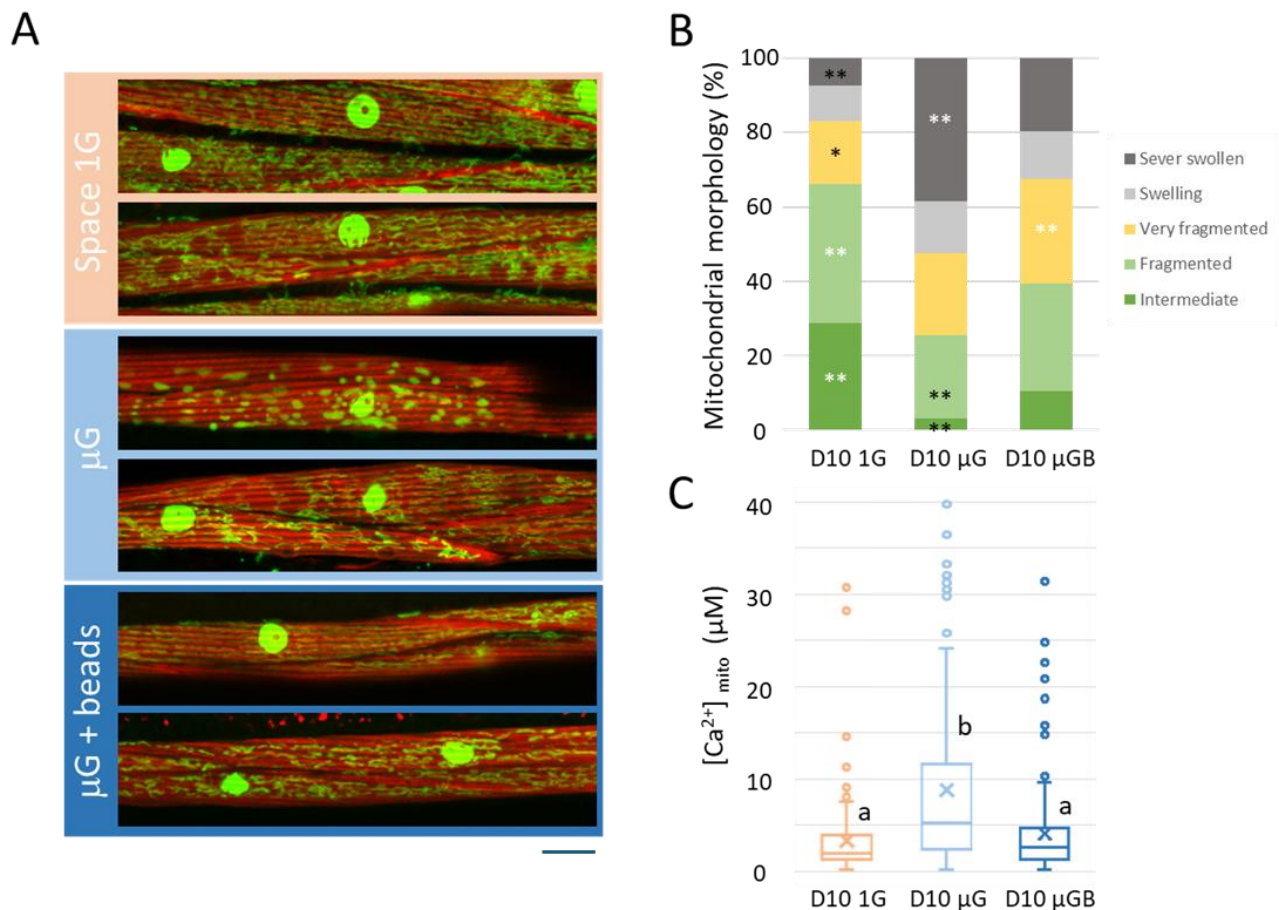 A
Space 1G
µG
µG + beads
B
Mitochondrial morphology (%)
100
80
60
40
20
0
**
*
**
**
**
**
**
**
D10 1G
D10 µG
D10 µGB
Sever swollen
Swelling
Very fragmented
Fragmented
Intermediate
C
[Ca²⁺] mito (µM)
40
30
20
10
0
a
b
a
D10 1G
D10 µG
D10 µGB